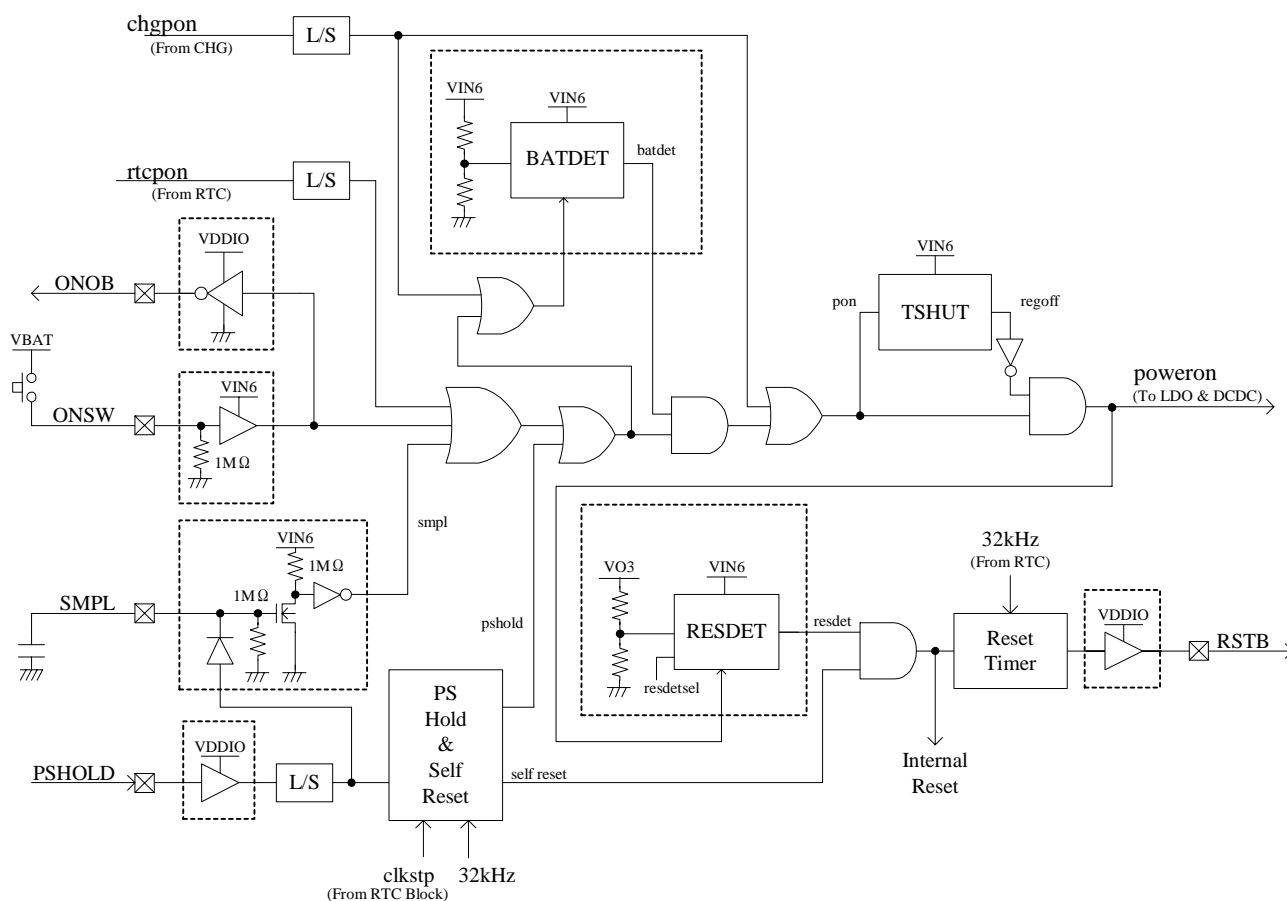 chgpon
(From CHG)
L/S
VIN6
VIN6
BATDET
batdet
rtcpon
(From RTC)
L/S
VDDIO
ONOB
VBAT
VIN6
ONSW
1MΩ
VIN6
pon
TSHUT
regoff
poweron
(To LDO & DCDC)
smpl
VIN6
1MΩ
SMPL
1MΩ
pshold
VO3
VIN6
RESDET
resdet
resdetsel
32kHz
(From RTC)
Reset
Timer
VDDIO
RSTB
Internal
Reset
PS
Hold
&
Self
Reset
self reset
PSHOLD
VDDIO
L/S
clkstp
(From RTC Block)
32kHz